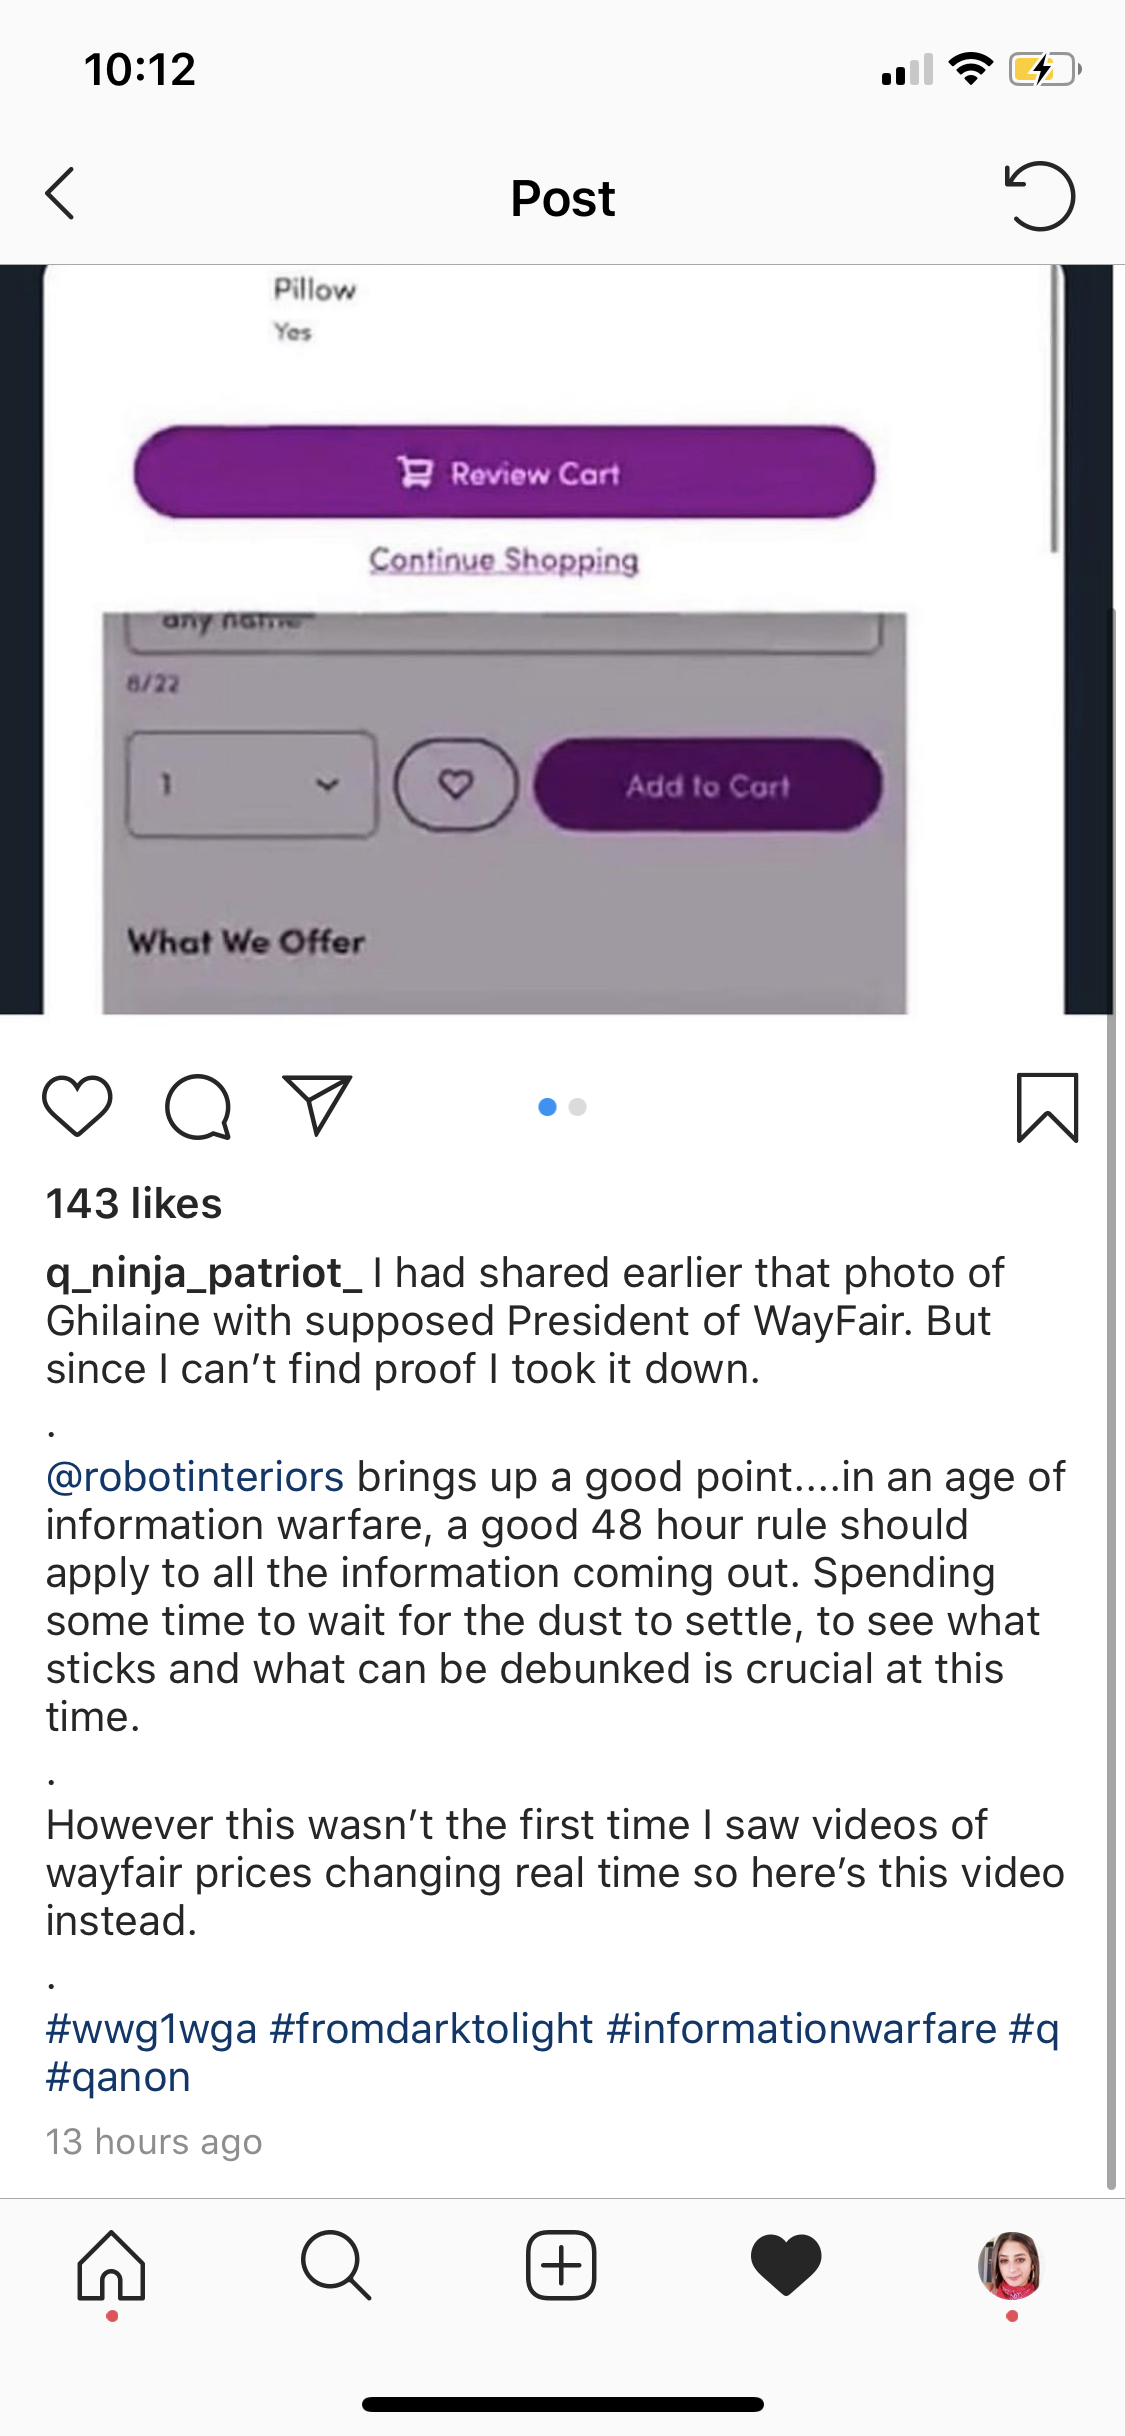 10:12
Post
Pillow
Yes
Review Cart
Continue Shopping
any name
8/22
1
Add to Cart
What We Offer
143 likes
q_ninja_patriot_ I had shared earlier that photo of
Ghilaine with supposed President of WayFair. But
since I can’t find proof I took it down.
.
@robotinteriors brings up a good point....in an age of
information warfare, a good 48 hour rule should
apply to all the information coming out. Spending
some time to wait for the dust to settle, to see what
sticks and what can be debunked is crucial at this
time.
.
However this wasn’t the first time I saw videos of
wayfair prices changing real time so here’s this video
instead.
.
#wwg1wga #fromdarktolight #informationwarfare #q
#qanon
13 hours ago